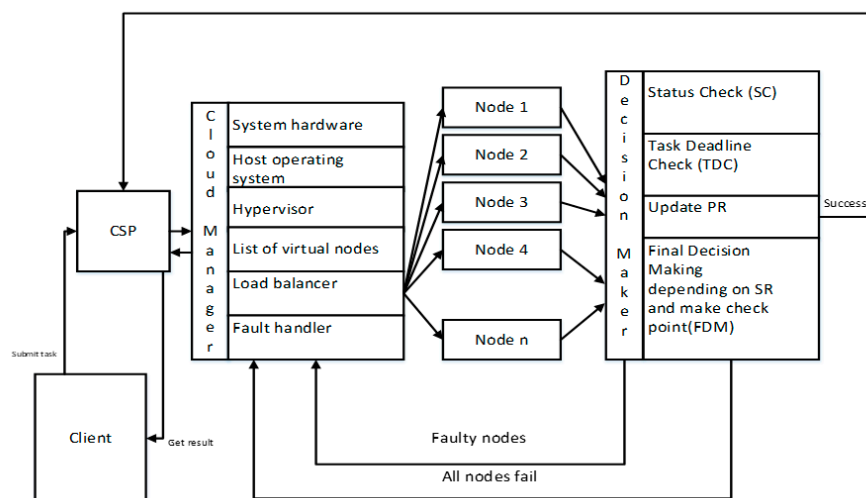 Client
Submit task
Get result
CSP
Cloud Manager
System hardware
Host operating
system
Hypervisor
List of virtual nodes
Load balancer
Fault handler
Node 1
Node 2
Node 3
Node 4
Node n
Decision Maker
Status Check (SC)
Task Deadline
Check (TDC)
Update PR
Final Decision
Making
depending on SR
and make check
point(FDM)
Success
Faulty nodes
All nodes fail